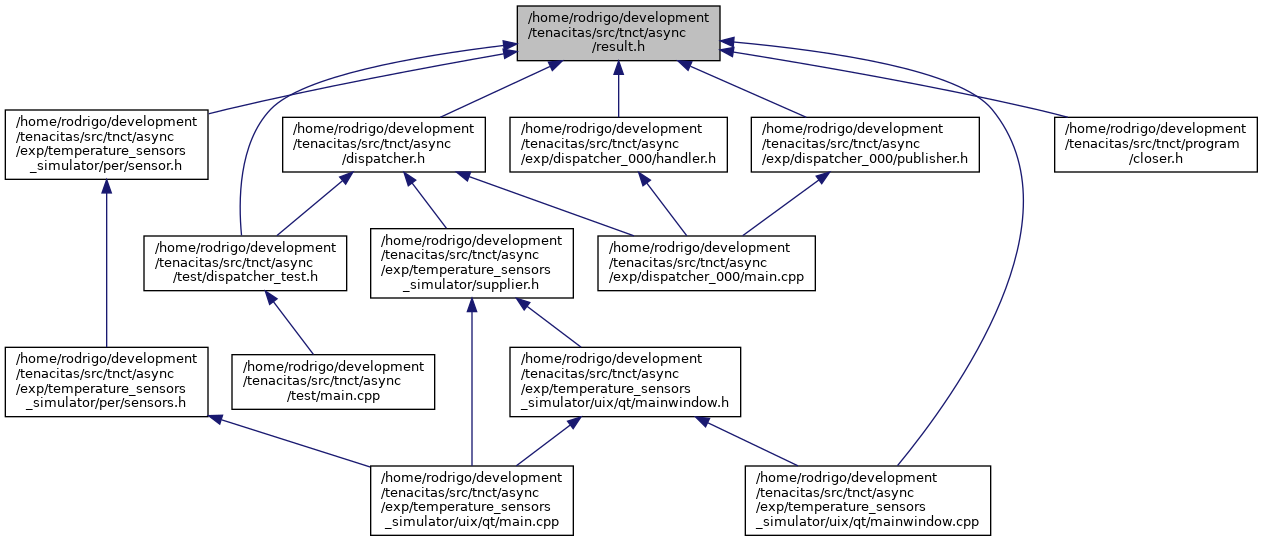 /home/rodrigo/development
/tenacitas/src/tnct/async
/result.h
/home/rodrigo/development
/tenacitas/src/tnct/async
/exp/temperature_sensors
_simulator/per/sensor.h
/home/rodrigo/development
/tenacitas/src/tnct/async
/dispatcher.h
/home/rodrigo/development
/tenacitas/src/tnct/async
/exp/dispatcher_000/handler.h
/home/rodrigo/development
/tenacitas/src/tnct/async
/exp/dispatcher_000/publisher.h
/home/rodrigo/development
/tenacitas/src/tnct/program
/closer.h
/home/rodrigo/development
/tenacitas/src/tnct/async
/test/dispatcher_test.h
/home/rodrigo/development
/tenacitas/src/tnct/async
/exp/temperature_sensors
_simulator/supplier.h
/home/rodrigo/development
/tenacitas/src/tnct/async
/exp/dispatcher_000/main.cpp
/home/rodrigo/development
/tenacitas/src/tnct/async
/exp/temperature_sensors
_simulator/per/sensors.h
/home/rodrigo/development
/tenacitas/src/tnct/async
/test/main.cpp
/home/rodrigo/development
/tenacitas/src/tnct/async
/exp/temperature_sensors
_simulator/uix/qt/mainwindow.h
/home/rodrigo/development
/tenacitas/src/tnct/async
/exp/temperature_sensors
_simulator/uix/qt/main.cpp
/home/rodrigo/development
/tenacitas/src/tnct/async
/exp/temperature_sensors
_simulator/uix/qt/mainwindow.cpp